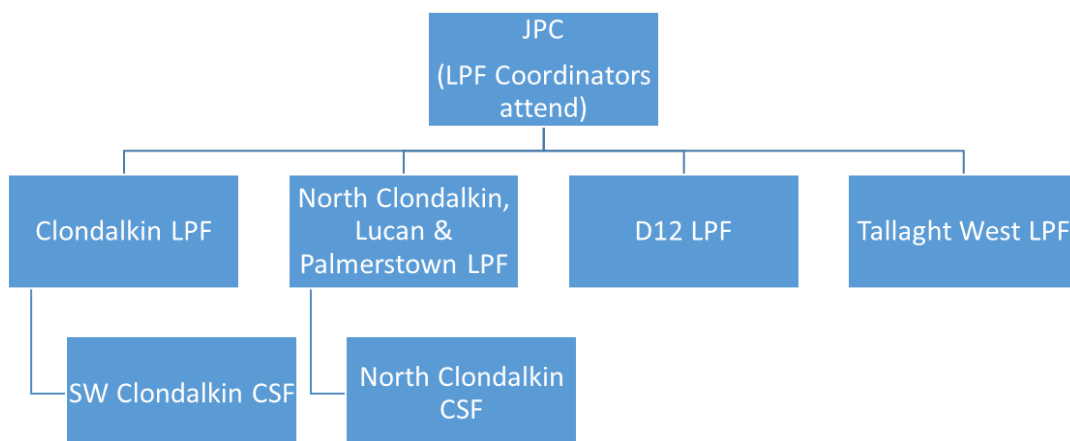 JPC
(LPF Coordinators
attend)
Clondalkin LPF
North Clondalkin,
Lucan &
Palmerstown LPF
D12 LPF
Tallaght West LPF
SW Clondalkin CSF
North Clondalkin
CSF